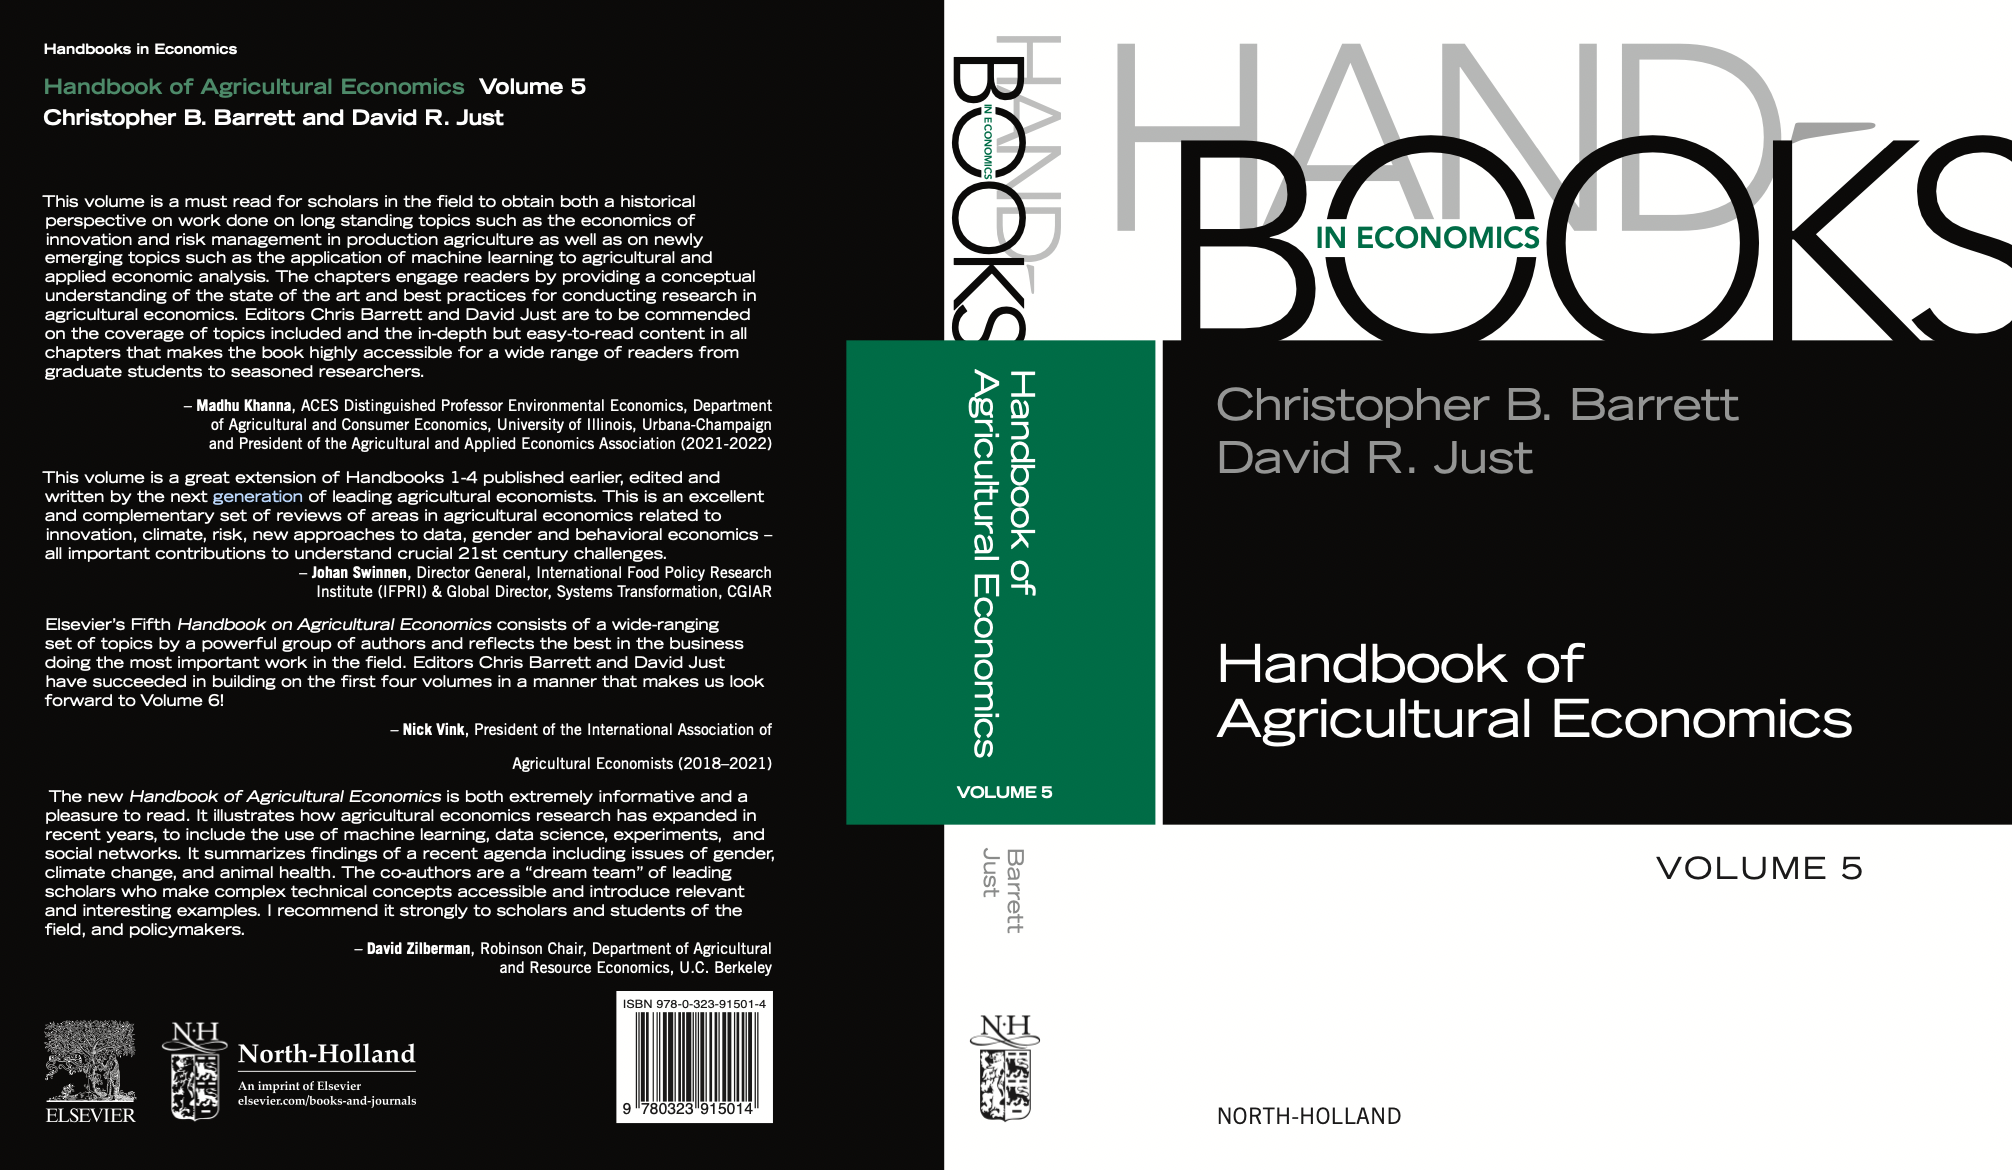 Handbooks in Economics
Handbook of Agricultural Economics Volume 5
Christopher B. Barrett and David R. Just
This volume is a must read for scholars in the field to obtain both a historical
perspective on work done on long standing topics such as the economics of
innovation and risk management in production agriculture as well as on newly
emerging topics such as the application of machine learning to agricultural and
applied economic analysis. The chapters engage readers by providing a conceptual
understanding of the state of the art and best practices for conducting research in
agricultural economics. Editors Chris Barrett and David Just are to be commended
on the coverage of topics included and the in-depth but easy-to-read content in all
chapters that makes the book highly accessible for a wide range of readers from
graduate students to seasoned researchers.
– Madhu Khanna, ACES Distinguished Professor Environmental Economics, Department
of Agricultural and Consumer Economics, University of Illinois, Urbana-Champaign
and President of the Agricultural and Applied Economics Association (2021-2022)
This volume is a great extension of Handbooks 1-4 published earlier, edited and
written by the next generation of leading agricultural economists. This is an excellent
and complementary set of reviews of areas in agricultural economics related to
innovation, climate, risk, new approaches to data, gender and behavioral economics –
all important contributions to understand crucial 21st century challenges.
– Johan Swinnen, Director General, International Food Policy Research
Institute (IFPRI) & Global Director, Systems Transformation, CGIAR
Elsevier's Fifth Handbook on Agricultural Economics consists of a wide-ranging
set of topics by a powerful group of authors and reflects the best in the business
doing the most important work in the field. Editors Chris Barrett and David Just
have succeeded in building on the first four volumes in a manner that makes us look
forward to Volume 6!
– Nick Vink, President of the International Association of
Agricultural Economists (2018–2021)
The new Handbook of Agricultural Economics is both extremely informative and a
pleasure to read. It illustrates how agricultural economics research has expanded in
recent years, to include the use of machine learning, data science, experiments, and
social networks. It summarizes findings of a recent agenda including issues of gender,
climate change, and animal health. The co-authors are a “dream team” of leading
scholars who make complex technical concepts accessible and introduce relevant
and interesting examples. I recommend it strongly to scholars and students of the
field, and policymakers.
– David Zilberman, Robinson Chair, Department of Agricultural
and Resource Economics, U.C. Berkeley
ELSEVIER
N·H
North-Holland
An imprint of Elsevier
elsevier.com/books-and-journals
ISBN 978-0-323-91501-4
9 780323 915014
HAND-
BOOKS
IN ECONOMICS
Handbook of
Agricultural Economics
VOLUME 5
Barrett
Just
N·H
HAND-
BOOKS
IN ECONOMICS
Christopher B. Barrett
David R. Just
Handbook of
Agricultural Economics
VOLUME 5
NORTH-HOLLAND